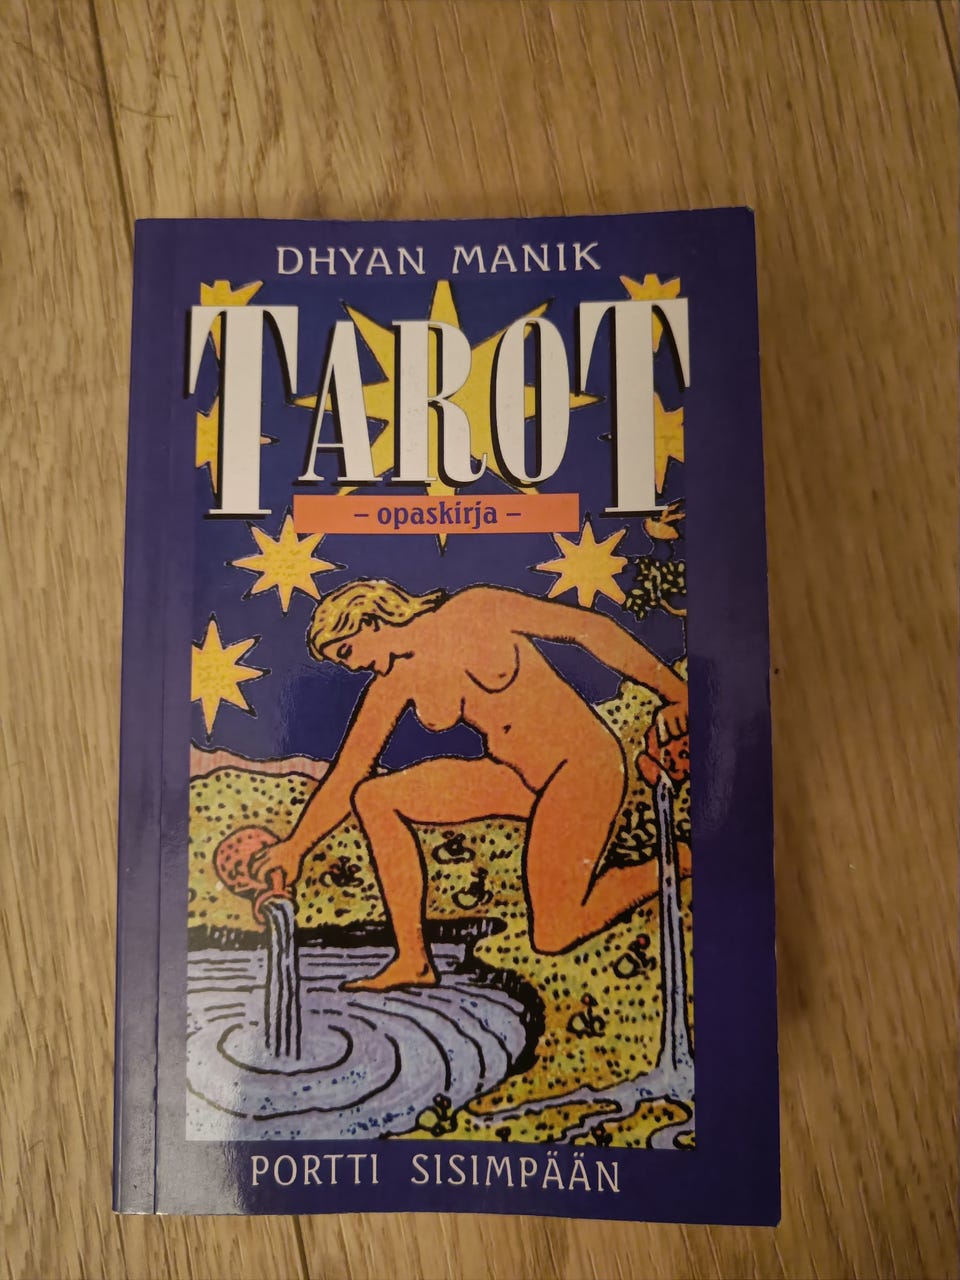 DHYAN MANIK
TAROT
– opaskirja –
PORTTI SISIMPÄÄN